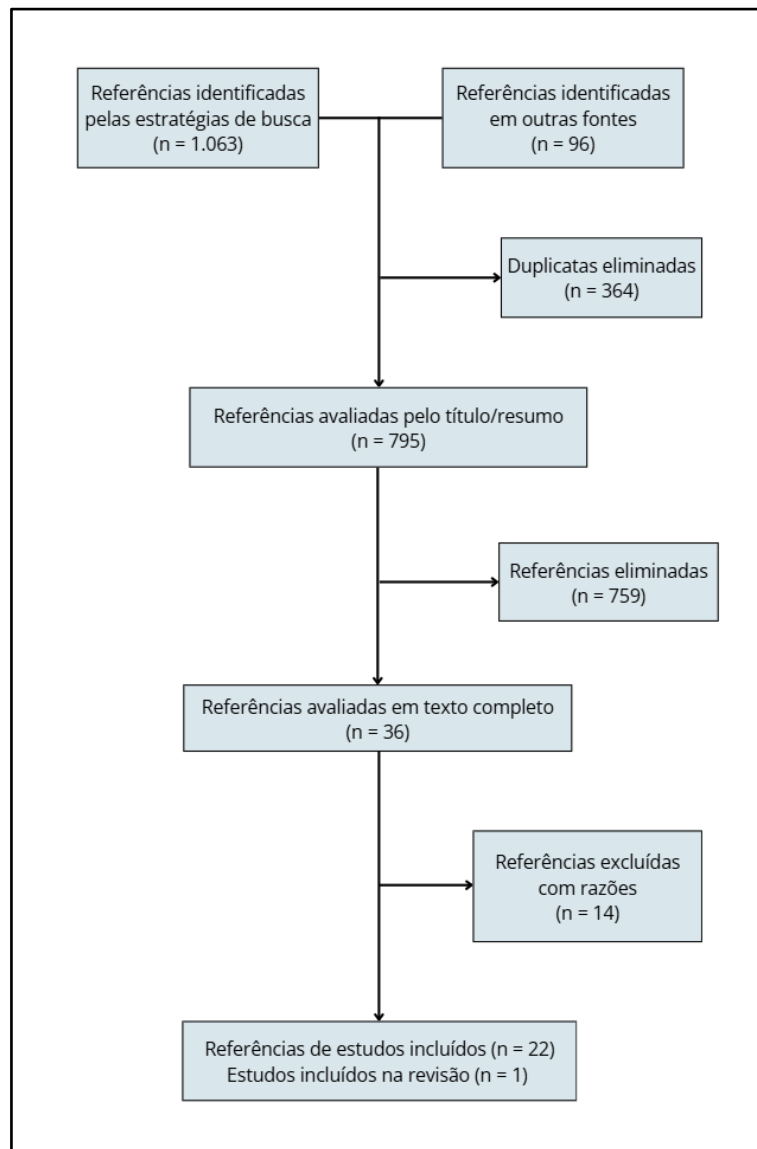 Referências identificadas
pelas estratégias de busca
(n = 1.063)
Referências identificadas
em outras fontes
(n = 96)
Duplicatas eliminadas
(n = 364)
Referências avaliadas pelo título/resumo
(n = 795)
Referências eliminadas
(n = 759)
Referências avaliadas em texto completo
(n = 36)
Referências excluídas
com razões
(n = 14)
Referências de estudos incluídos (n = 22)
Estudos incluídos na revisão (n = 1)